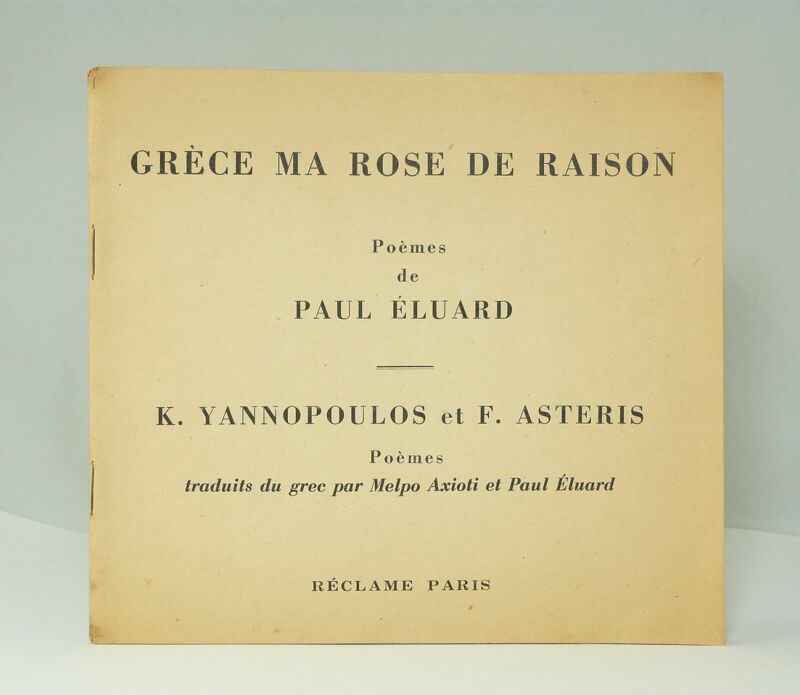 GRÈCE MA ROSE DE RAISON
Poèmes
de
PAUL ÉLUARD
K. YANNOPOULOS et F. ASTERIS
Poèmes
traduits du grec par Melpo Axioti et Paul Éluard
RÉCLAME PARIS